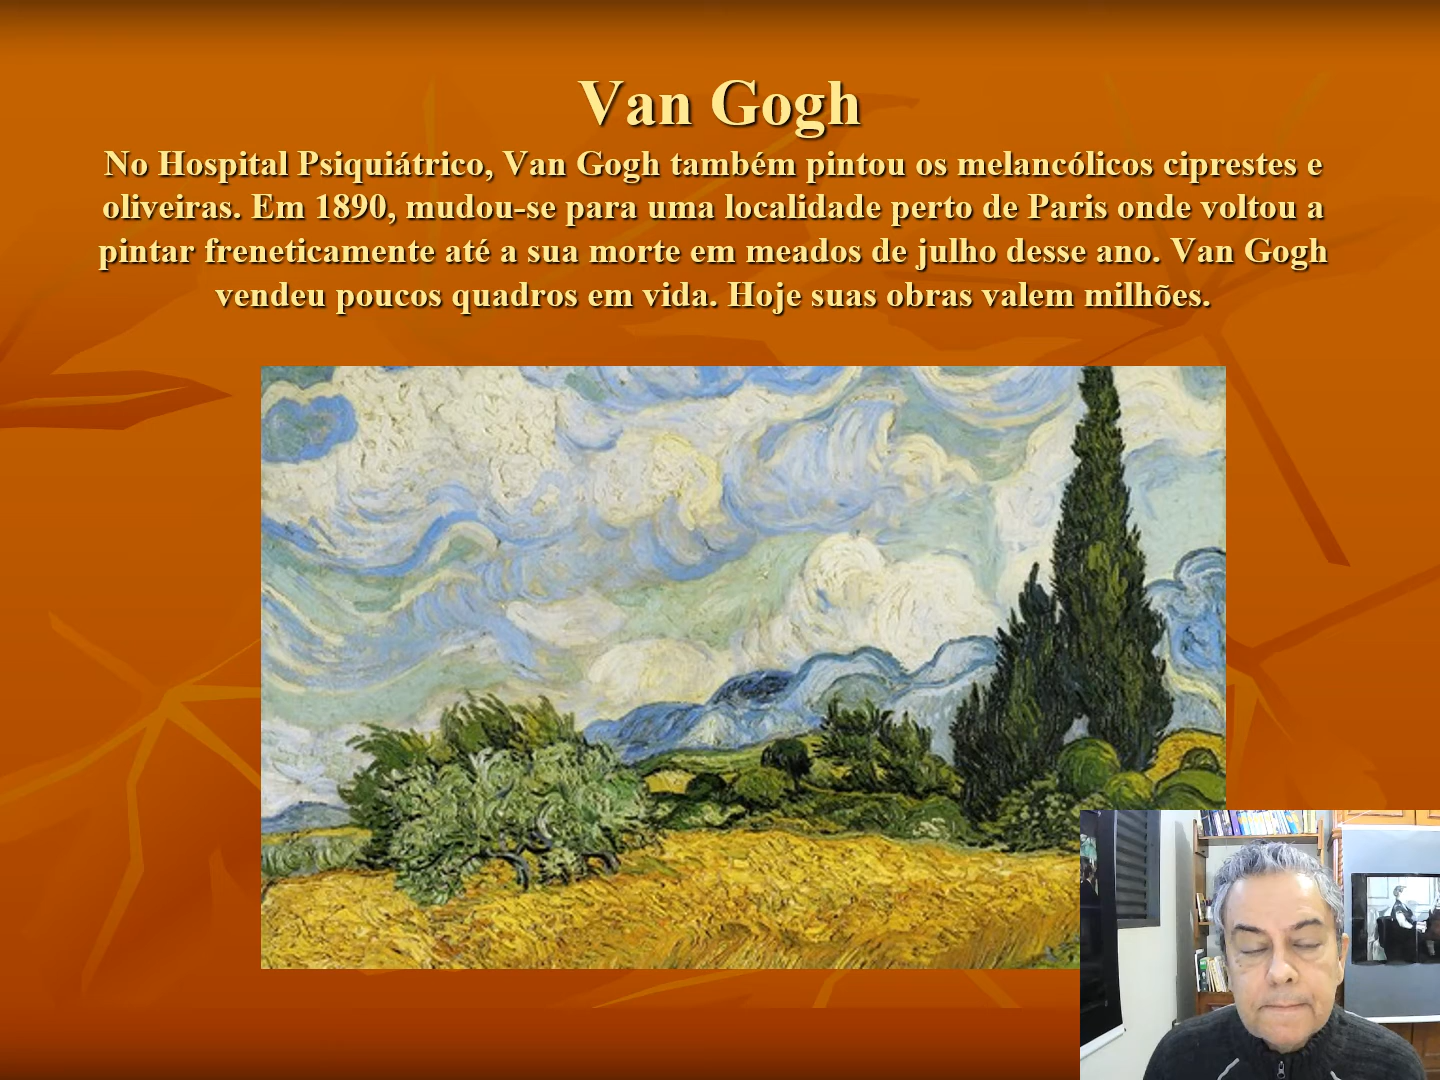 Van Gogh
No Hospital Psiquiátrico, Van Gogh também pintou os melancólicos ciprestes e
oliveiras. Em 1890, mudou-se para uma localidade perto de Paris onde voltou a
pintar freneticamente até a sua morte em meados de julho desse ano. Van Gogh
vendeu poucos quadros em vida. Hoje suas obras valem milhões.